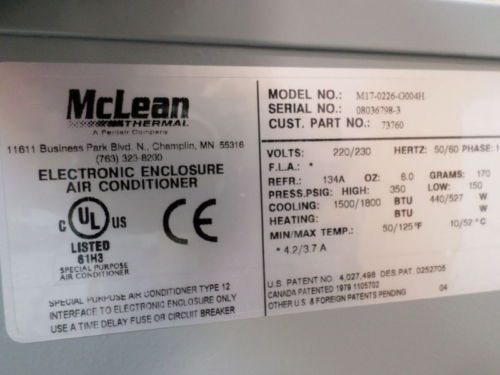 McLean
THERMAL
A Pentair Company
11611 Business Park Blvd. N., Champlin, MN 55316
(763) 323-8200
ELECTRONIC ENCLOSURE
AIR CONDITIONER
C UL US
LISTED
61H3
SPECIAL PURPOSE
AIR CONDITIONER
CE
SPECIAL PURPOSE AIR CONDITIONER TYPE 12
INTERFACE TO ELECTRONIC ENCLOSURE ONLY
USE A TIME DELAY FUSE OR CIRCUIT BREAKER
MODEL NO.: M17-0226-G004H
SERIAL NO.: 08036798-3
CUST. PART NO.: 73760
VOLTS: 220/230 HERTZ: 50/60 PHASE: 1
F.L.A.: *
REFR.: 134A OZ: 6.0 GRAMS: 170
PRESS.PSIG: HIGH: 350 LOW: 150
COOLING: 1500/1800 BTU 440/527 W
HEATING: BTU W
MIN/MAX TEMP.: 50/125°F 10/52°C
* 4.2/3.7 A
U.S. PATENT NO. 4,027,498 DES.PAT. 0252705
CANADA PATENTED 1979 1105702
OTHER U.S. & FOREIGN PATENTS PENDING 04